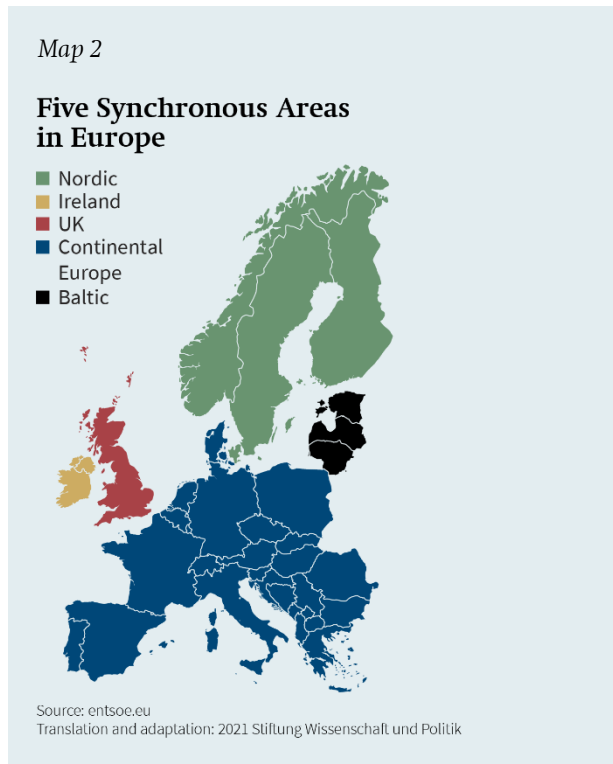 Map 2
Five Synchronous Areas
in Europe
Nordic
Ireland
UK
Continental
Europe
Baltic
Source: entsoe.eu
Translation and adaptation: 2021 Stiftung Wissenschaft und Politik